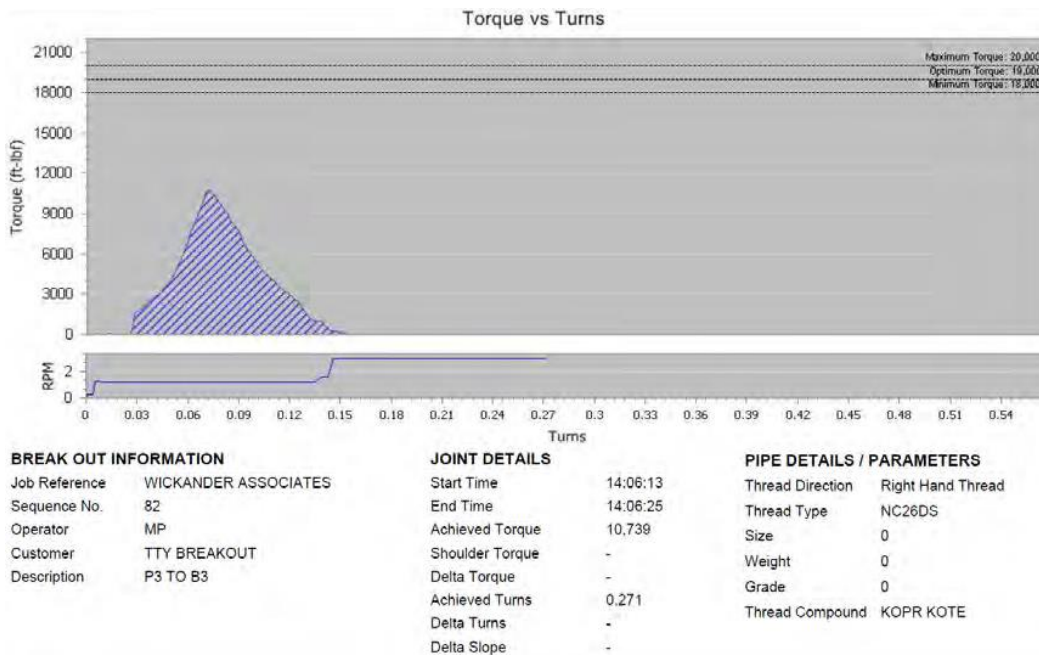 Torque vs Turns
21000
18000
15000
12000
9000
6000
3000
0
Torque (ft-lbf)
Maximum Torque: 20,000
Optimum Torque: 19,000
Minimum Torque: 18,000
2
0
RPM
0 0.03 0.06 0.09 0.12 0.15 0.18 0.21 0.24 0.27 0.3 0.33 0.36 0.39 0.42 0.45 0.48 0.51 0.54
Turns
BREAK OUT INFORMATION
Job Reference WICKANDER ASSOCIATES
Sequence No. 82
Operator MP
Customer TTY BREAKOUT
Description P3 TO B3
JOINT DETAILS
Start Time 14:06:13
End Time 14:06:25
Achieved Torque 10,739
Shoulder Torque -
Delta Torque -
Achieved Turns 0.271
Delta Turns -
Delta Slope -
PIPE DETAILS / PARAMETERS
Thread Direction Right Hand Thread
Thread Type NC26DS
Size 0
Weight 0
Grade 0
Thread Compound KOPR KOTE